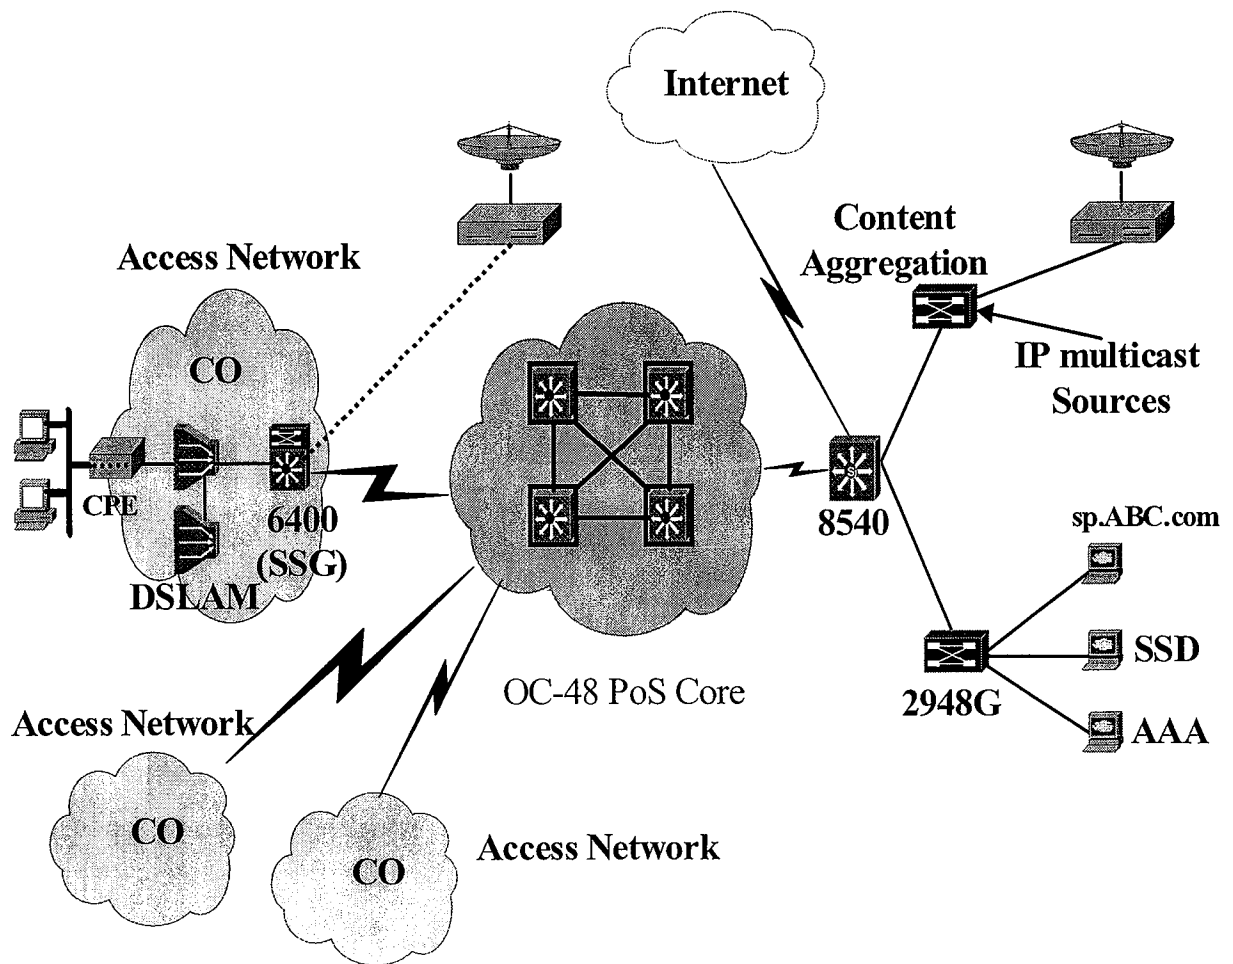 Internet
Content
Aggregation
Access Network
IP multicast
Sources
CO
CPE
6400
(SSG)
DSLAM
8540
sp.ABC.com
SSD
OC-48 PoS Core
2948G
AAA
Access Network
CO
Access Network
CO
S